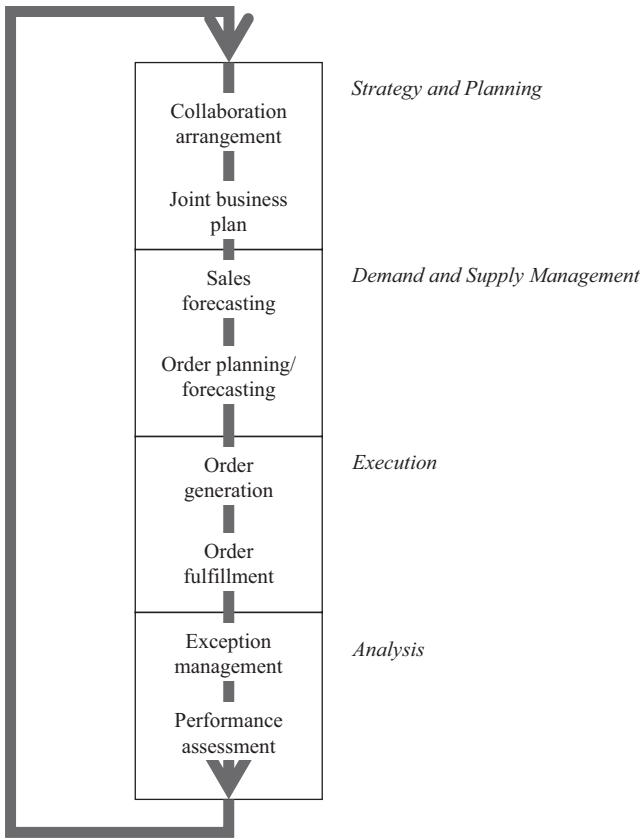 Strategy and Planning
Collaboration
arrangement
Joint business
plan
Demand and Supply Management
Sales
forecasting
Order planning/
forecasting
Execution
Order
generation
Order
fulfillment
Analysis
Exception
management
Performance
assessment